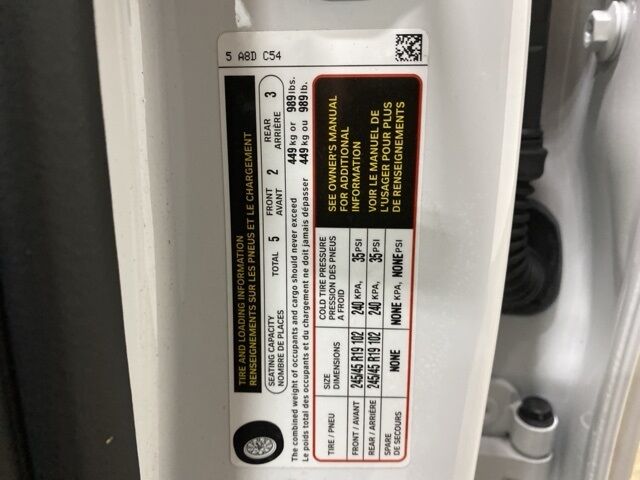 5 A8D C54
TIRE AND LOADING INFORMATION
RENSEIGNEMENTS SUR LES PNEUS ET LE CHARGEMENT
SEATING CAPACITY
NOMBRE DE PLACES
TOTAL 5
FRONT
AVANT 2
REAR
ARRIÈRE 3
The combined weight of occupants and cargo should never exceed 449 kg or 989 lbs.
Le poids total des occupants et du chargement ne doit jamais dépasser 449 kg ou 989 lb.
TIRE / PNEU
SIZE
DIMENSIONS
COLD TIRE PRESSURE
PRESSION DES PNEUS
A FROID
FRONT / AVANT 245/45 R19 102 240 KPA, 35 PSI
REAR / ARRIÈRE 245/45 R19 102 240 KPA, 35 PSI
SPARE
DE SECOURS
NONE NONE KPA, NONE PSI
SEE OWNER'S MANUAL
FOR ADDITIONAL
INFORMATION
VOIR LE MANUEL DE
L'USAGER POUR PLUS
DE RENSEIGNEMENTS